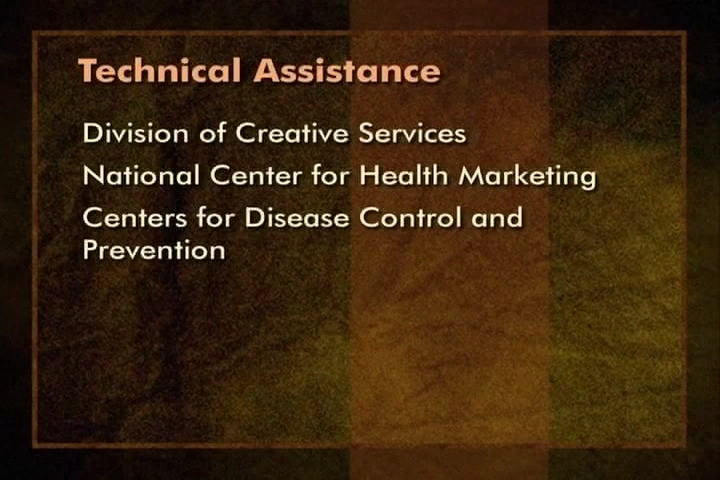 Technical Assistance
Division of Creative Services
National Center for Health Marketing
Centers for Disease Control and
Prevention